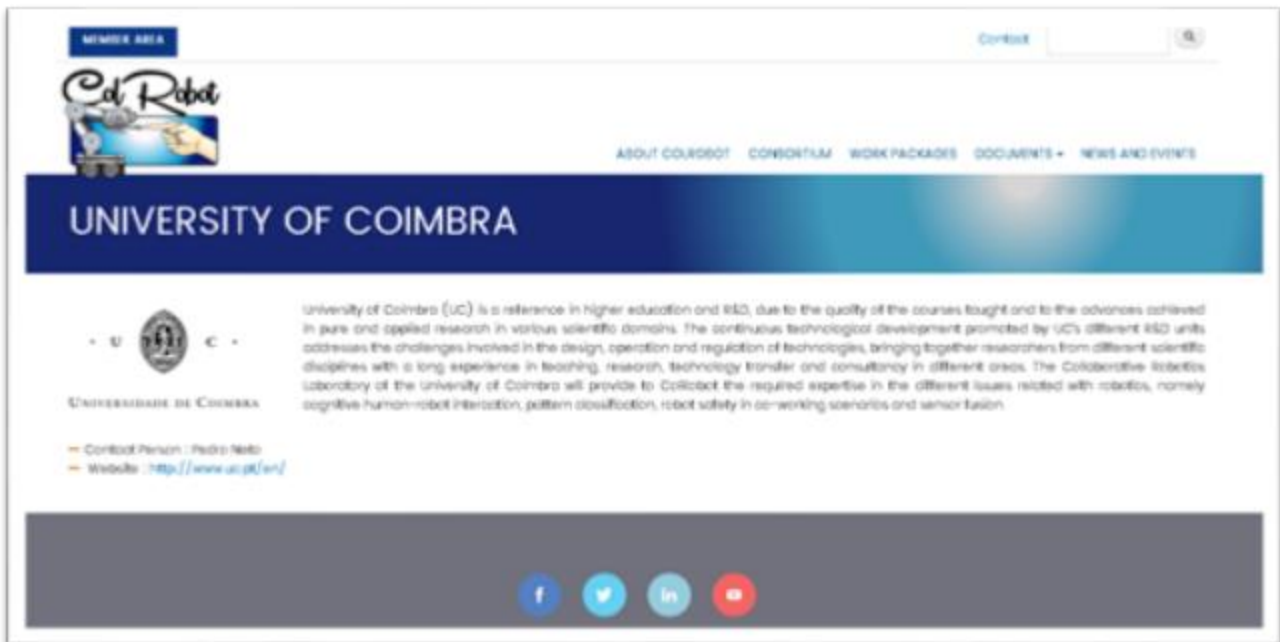 MEMBER AREA
Contact
Col Robot
ABOUT COLROBOT CONSORTIUM WORK PACKAGES DOCUMENTS NEWS AND EVENTS
UNIVERSITY OF COIMBRA
University of Coimbra (UC) is a reference in higher education and R&D, due to the quality of the courses taught and to the advances achieved
in pure and applied research in various scientific domains. The continuous technological development promoted by UC's different R&D units
addresses the challenges involved in the design, operation and regulation of technologies, bringing together researchers from different scientific
disciplines with a long experience in teaching, research, technology transfer and consultancy in different areas. The Collaborative Robotics
Laboratory of the University of Coimbra will provide to ColRobot the required expertise in the different issues related with robotics, namely
cognitive human-robot interaction, pattern classification, robot safety in co-working scenarios and sensor fusion
· U C ·
UNIVERSIDADE DE COIMBRA
Contact Person : Pedro Neto
Website : http://www.uc.pt/en/
f
in